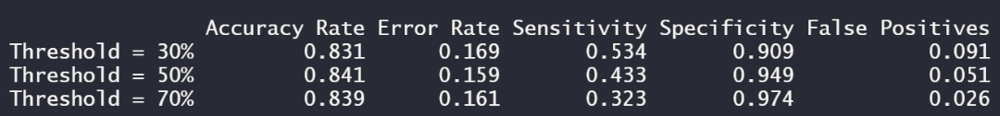 Accuracy Rate Error Rate Sensitivity Specificity False Positives
Threshold = 30% 0.831 0.169 0.534 0.909 0.091
Threshold = 50% 0.841 0.159 0.433 0.949 0.051
Threshold = 70% 0.839 0.161 0.323 0.974 0.026